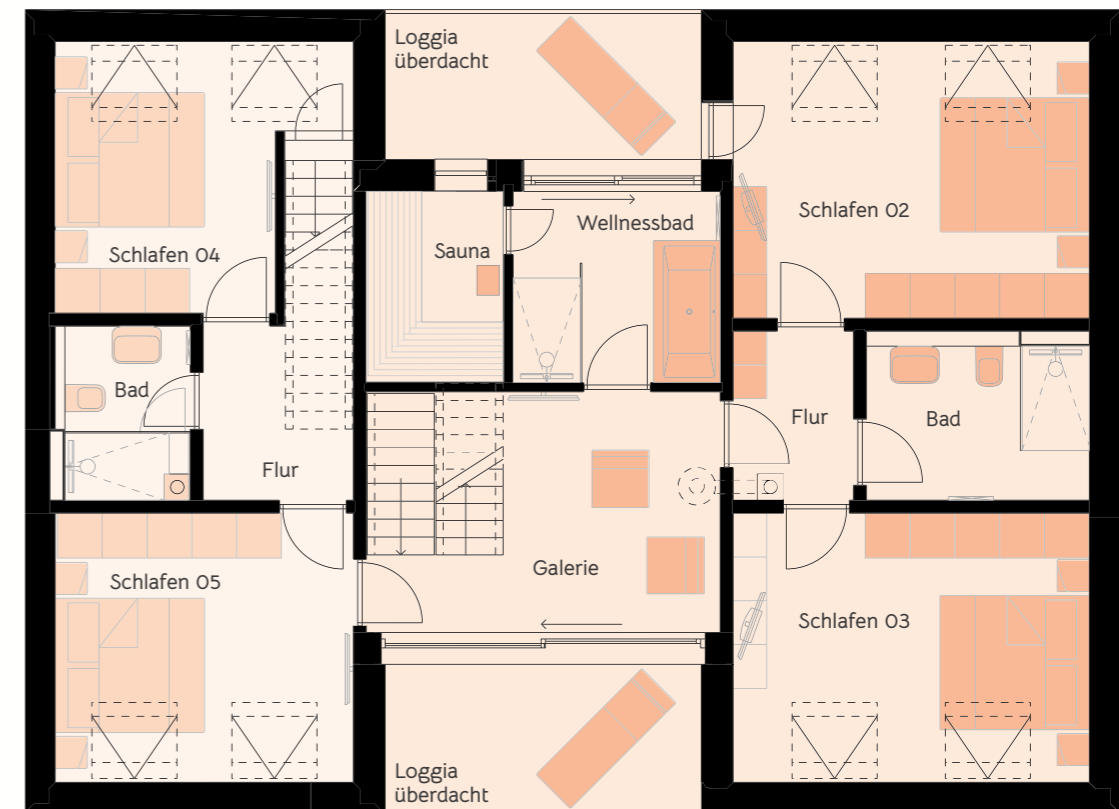 Loggia
überdacht
Schlafen 02
Wellnessbad
Sauna
Schlafen 04
Bad
Flur
Flur
Bad
Galerie
Schlafen 05
Schlafen 03
Loggia
überdacht